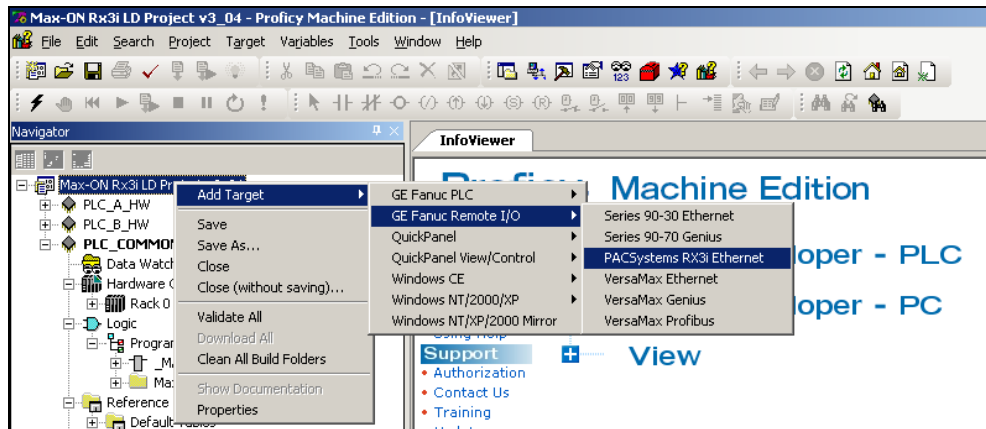 Max-ON Rx3i LD Project v3_04 - Proficy Machine Edition - [InfoViewer]
File Edit Search Project Target Variables Tools Window Help
Navigator
InfoViewer
Max-ON Rx3i LD
PLC_A_HW
PLC_B_HW
PLC_COMMO
Data Watch
Hardware
Rack 0
Logic
Reference
Default Tables
Add Target
Save
Save As...
Close
Close (without saving)...
Validate All
Download All
Clean All Build Folders
Show Documentation
Properties
GE Fanuc PLC
GE Fanuc Remote I/O
QuickPanel
QuickPanel View/Control
Windows CE
Windows NT/2000/XP
Windows NT/XP/2000 Mirror
Series 90-30 Ethernet
Series 90-70 Genius
PACSystems RX3i Ethernet
VersaMax Ethernet
VersaMax Genius
VersaMax Profibus
Machine Edition
loper - PLC
loper - PC
View
Support
Authorization
Contact Us
Training